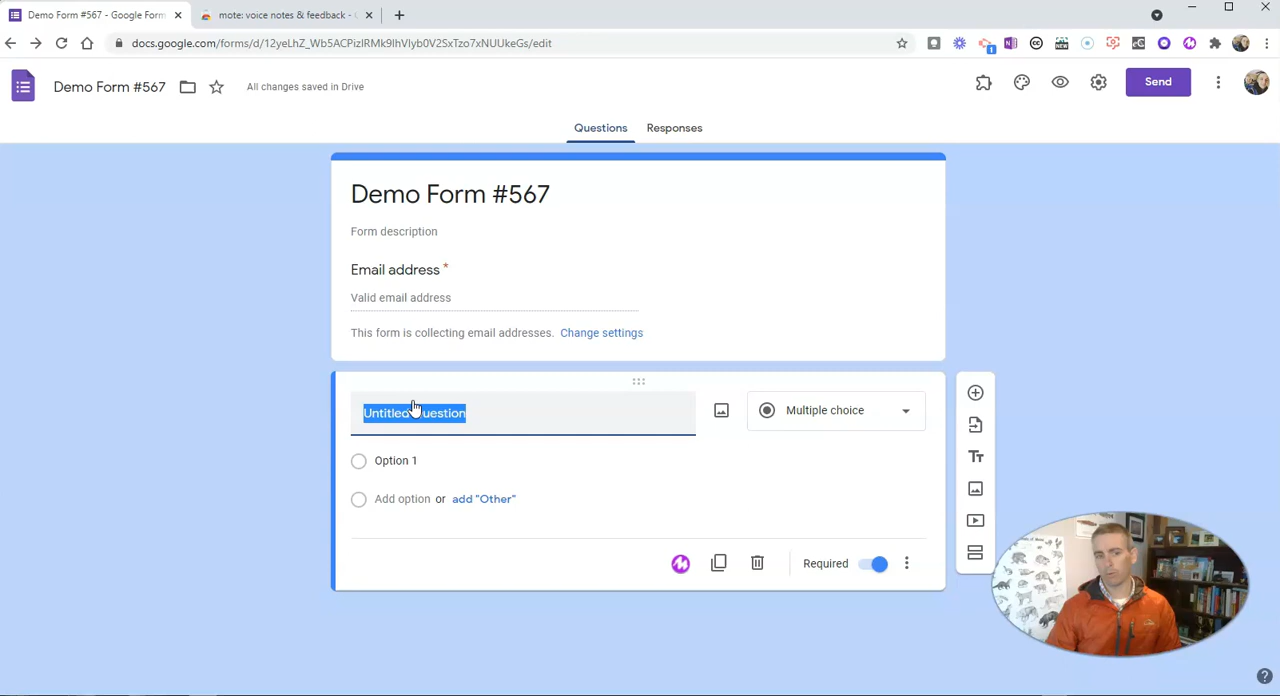 Demo Form #567 - Google Form
mote: voice notes & feedback -
docs.google.com/forms/d/12yeLhZ_Wb5ACPizIRMk9IhVIyb0V2SxTzo7xNUUkeGs/edit
Demo Form #567
All changes saved in Drive
Send
Questions
Responses
Demo Form #567
Form description
Email address *
Valid email address
This form is collecting email addresses. Change settings
Untitled Question
Multiple choice
Option 1
Add option or add "Other"
Required